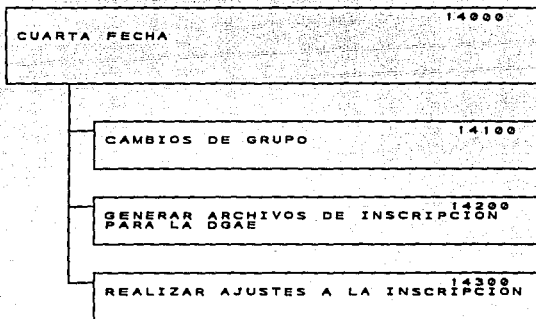 14000
CUARTA FECHA
14100
CAMBIOS DE GRUPO
14200
GENERAR ARCHIVOS DE INSCRIPCION
PARA LA DGAE
14300
REALIZAR AJUSTES A LA INSCRIPCION